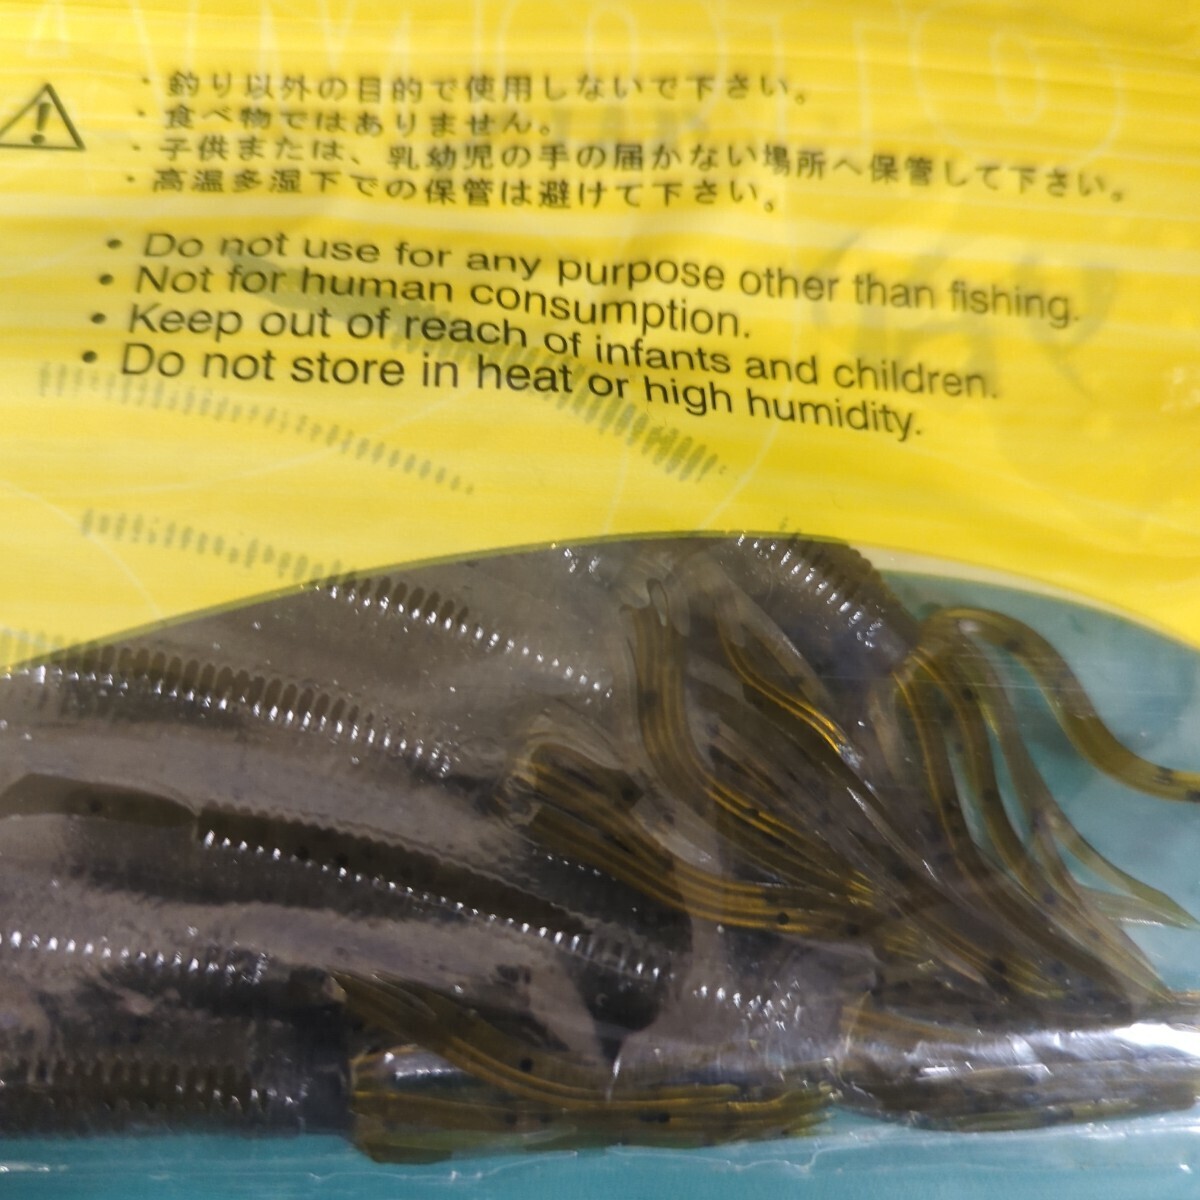 ・釣り以外の目的で使用しないで下さい。
・食べ物ではありません。
・子供または、乳幼児の手の届かない場所へ保管して下さい。
・高温多湿下での保管は避けて下さい。
• Do not use for any purpose other than fishing.
• Not for human consumption.
• Keep out of reach of infants and children.
• Do not store in heat or high humidity.